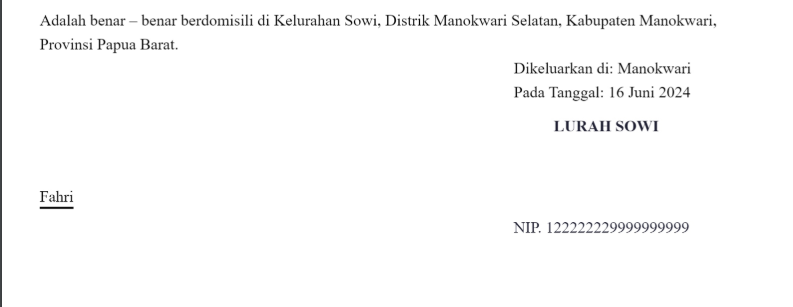 Adalah benar – benar berdomisili di Kelurahan Sowi, Distrik Manokwari Selatan, Kabupaten Manokwari,
Provinsi Papua Barat.
Dikeluarkan di: Manokwari
Pada Tanggal: 16 Juni 2024
LURAH SOWI
Fahri
NIP. 122222229999999999